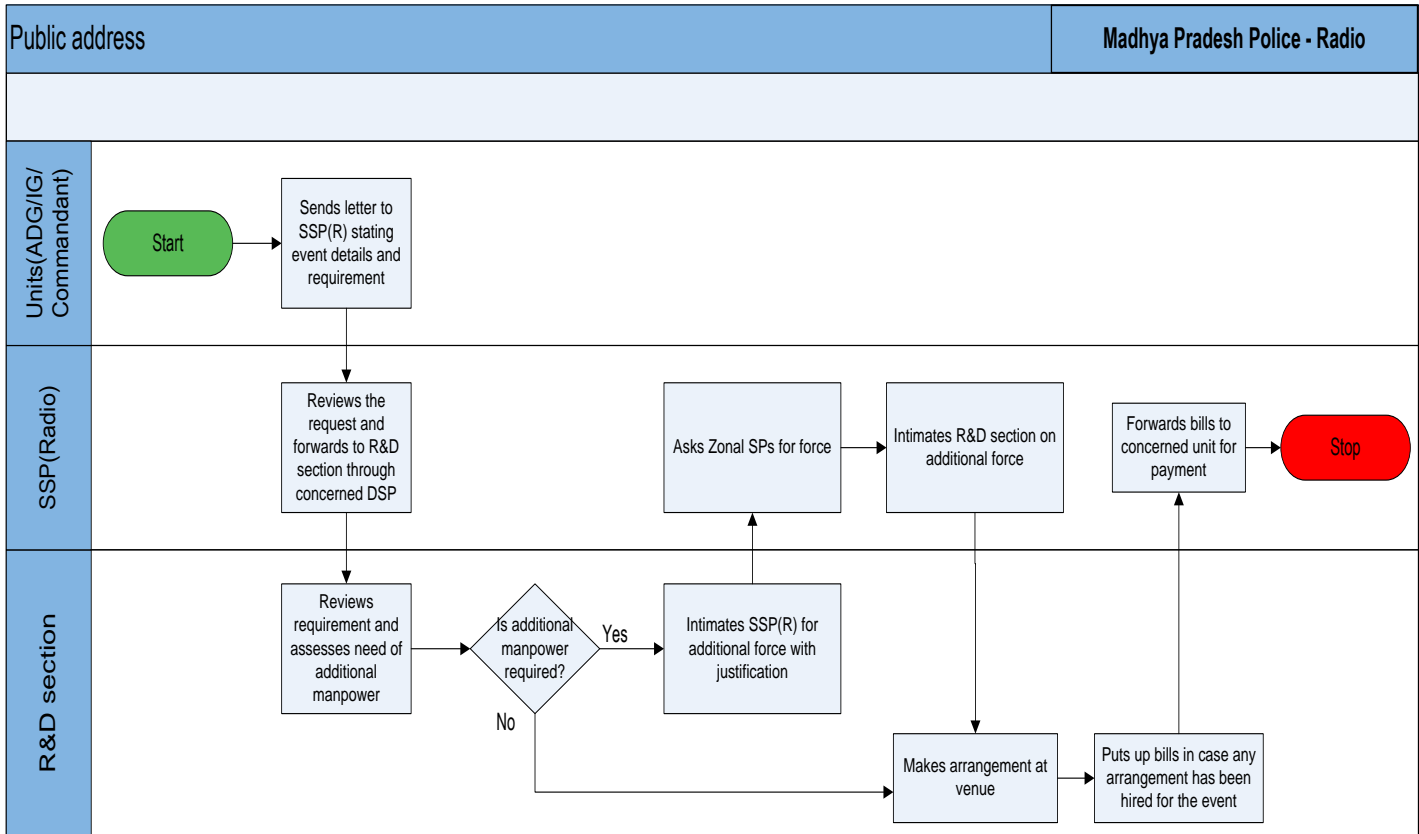 Public address
Madhya Pradesh Police - Radio
Units(ADG/IG/
Commandant)
Start
Sends letter to
SSP(R) stating
event details and
requirement
SSP(Radio)
Reviews the
request and
forwards to R&D
section through
concerned DSP
Asks Zonal SPs for force
Intimates R&D section on
additional force
Forwards bills to
concerned unit for
payment
Stop
R&D section
Reviews
requirement and
assesses need of
additional
manpower
Is additional
manpower
required?
Yes
No
Intimates SSP(R) for
additional force with
justification
Makes arrangement at
venue
Puts up bills in case any
arrangement has been
hired for the event